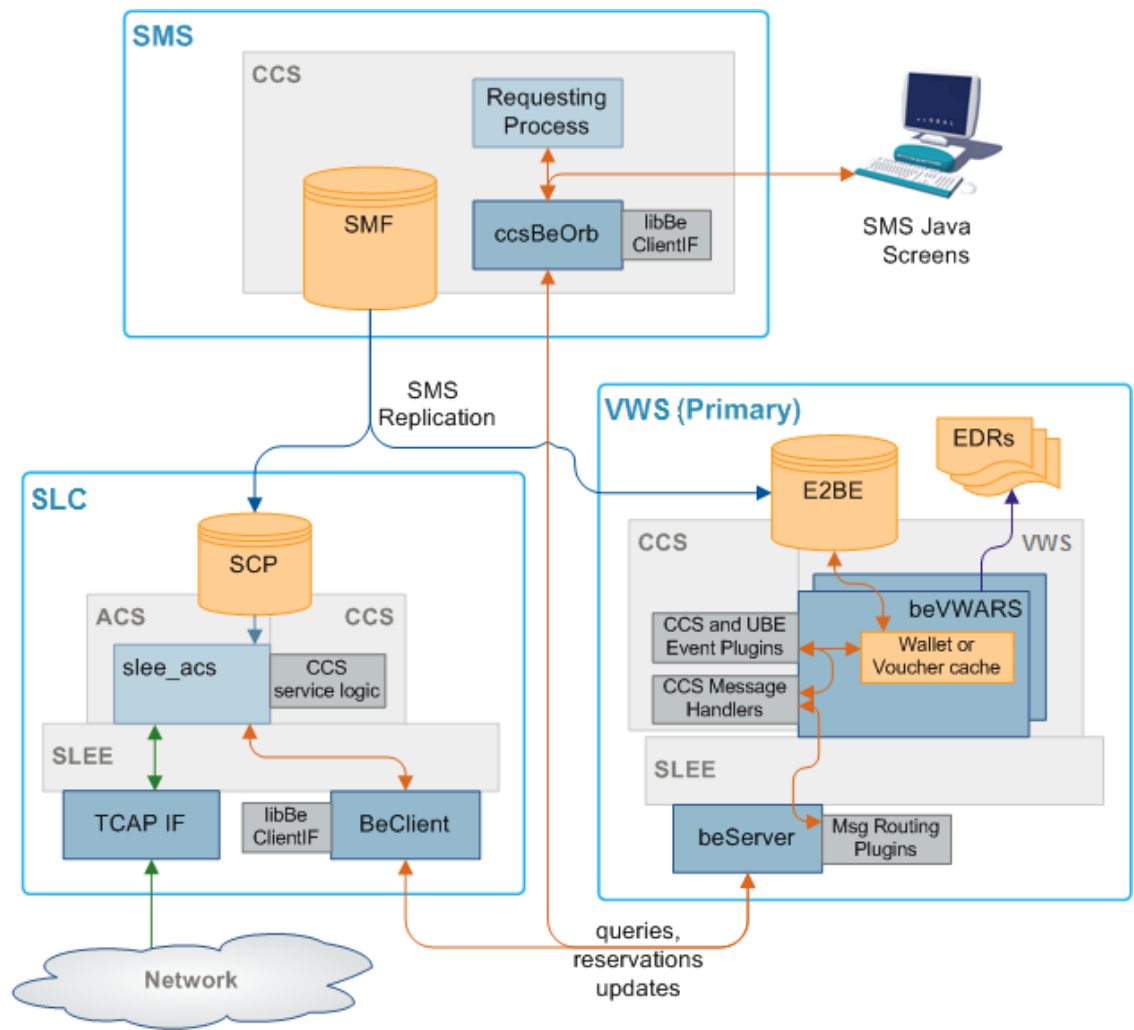 SMS
CCS
Requesting
Process
SMF
ccsBeOrb
libBe
ClientIF
SMS Java
Screens
SMS
Replication
VWS (Primary)
EDRs
E2BE
CCS
VWS
beVWARS
CCS and UBE
Event Plugins
Wallet or
Voucher cache
CCS Message
Handlers
SLEE
beServer
Msg Routing
Plugins
SLC
SCP
ACS
CCS
slee_acs
CCS
service logic
SLEE
TCAP IF
libBe
ClientIF
BeClient
queries,
reservations
updates
Network